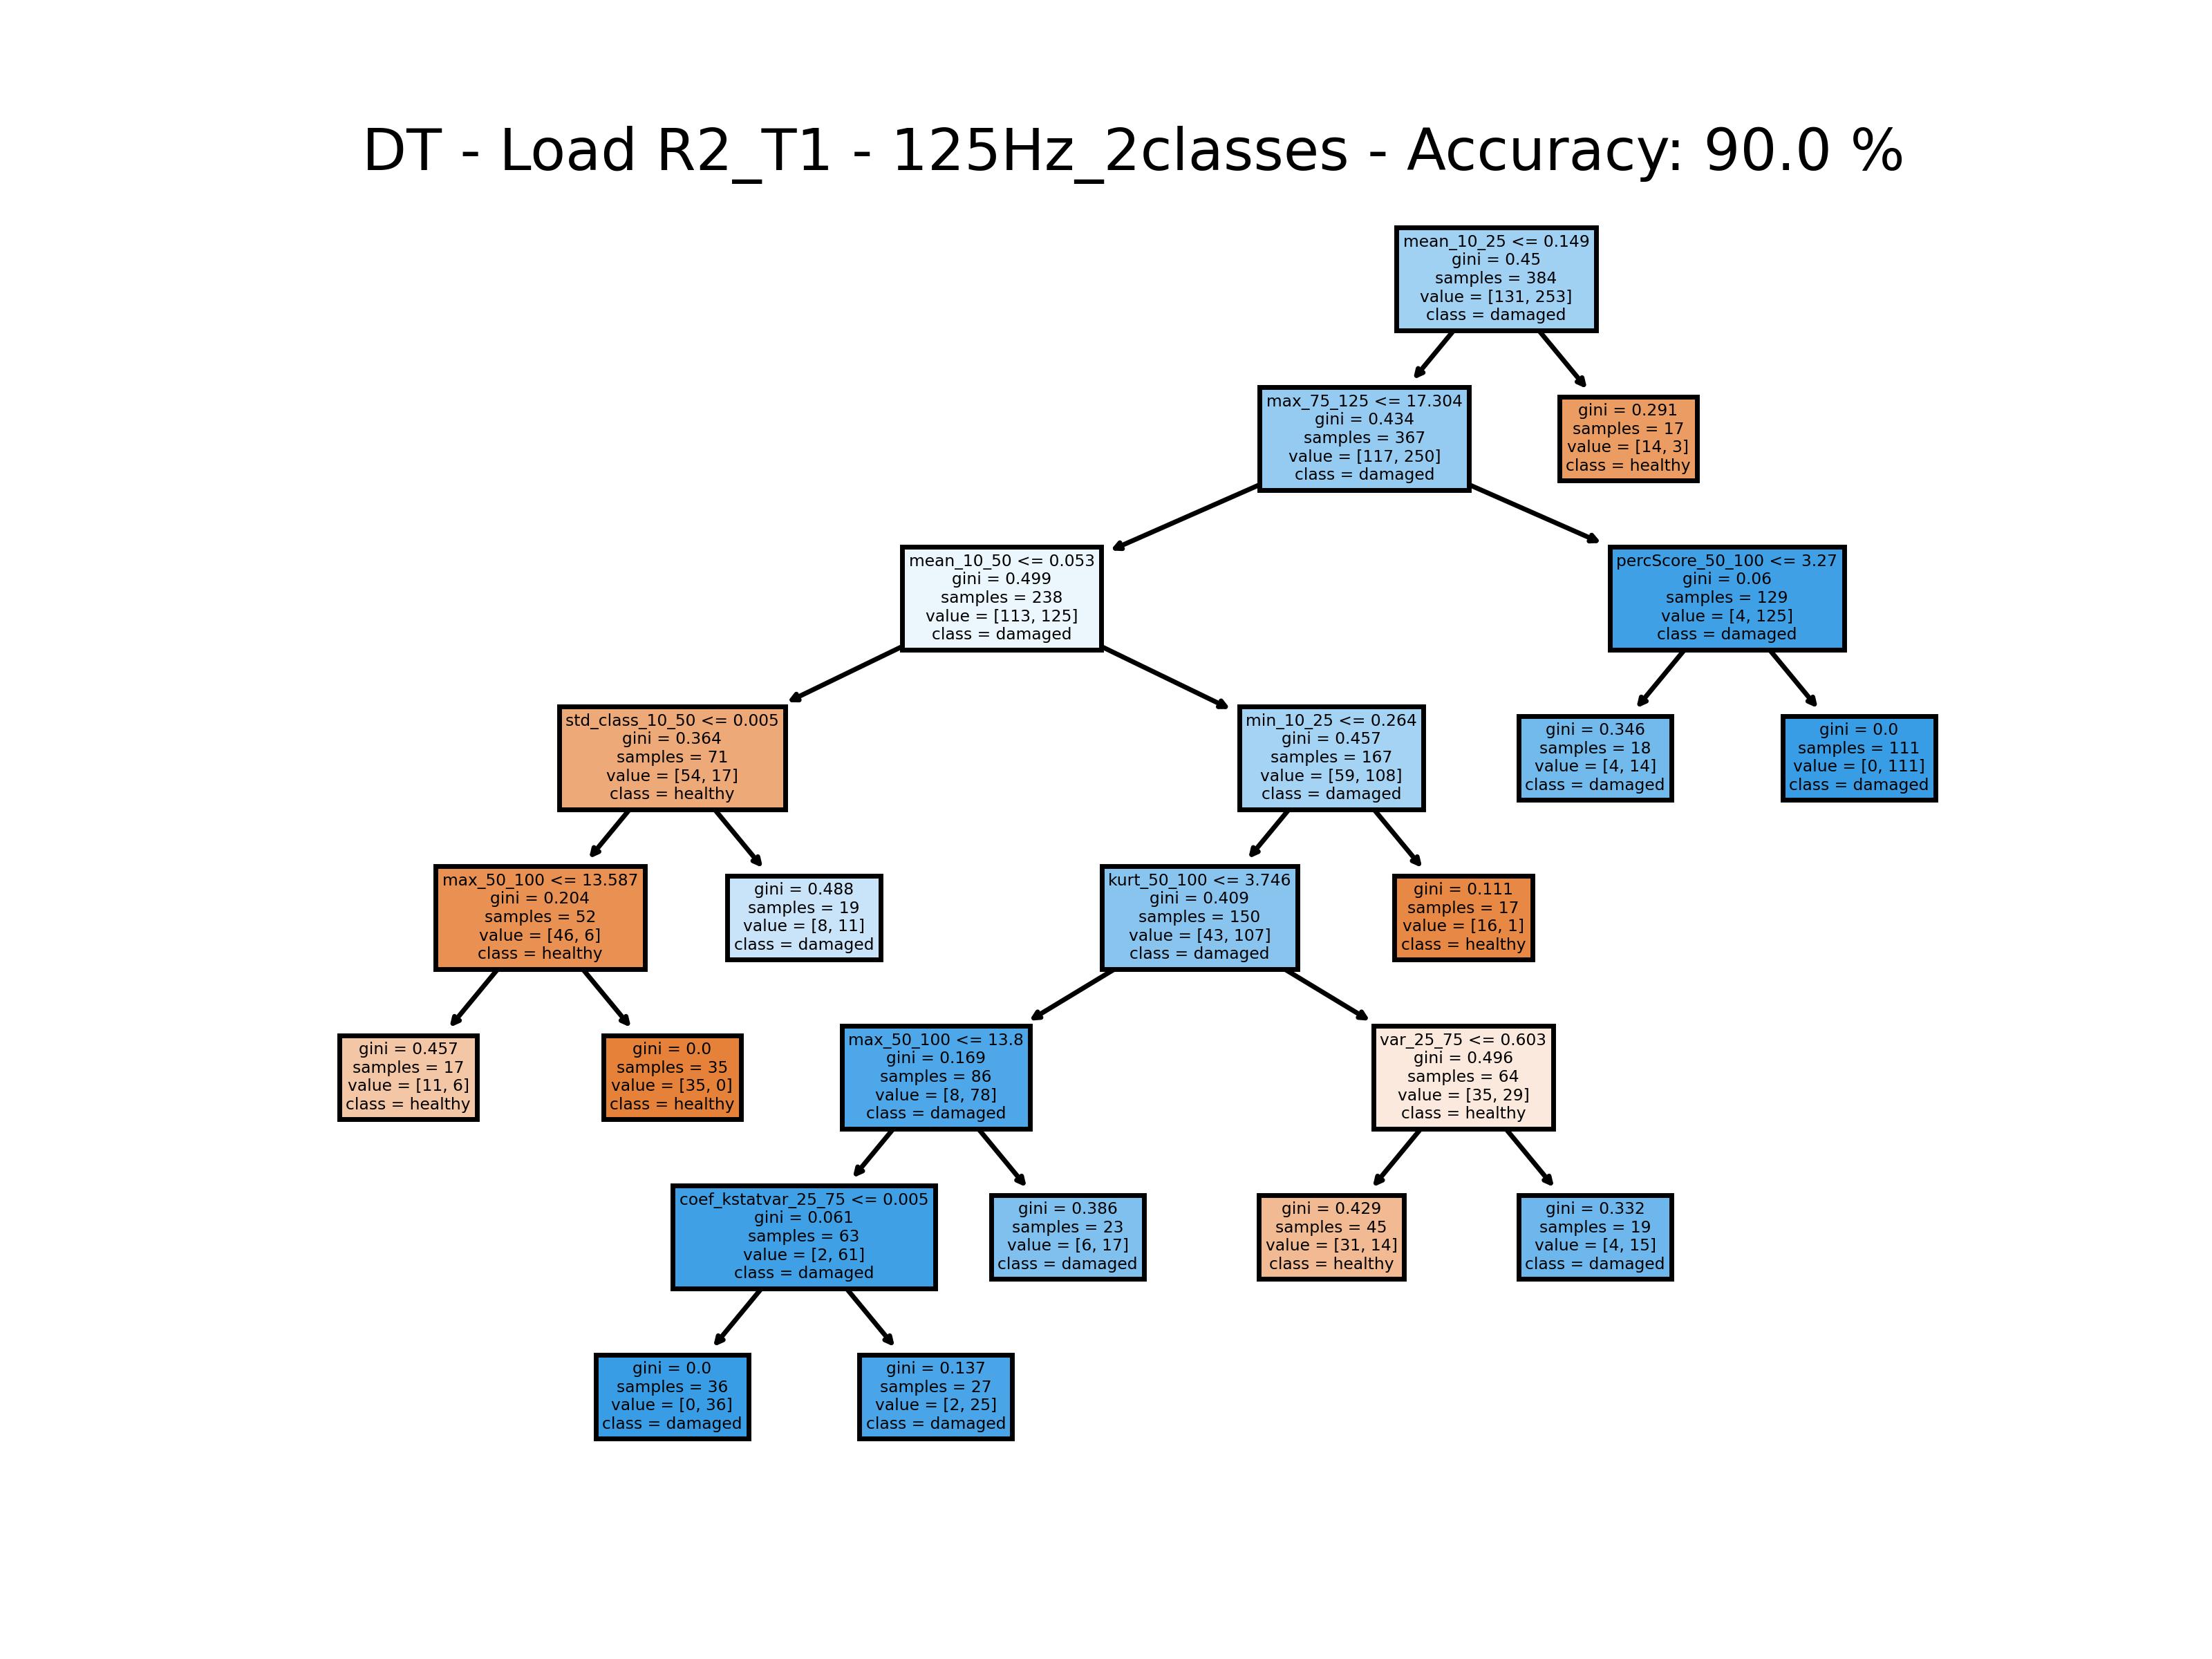 DT - Load R2_T1 - 125Hz_2classes - Accuracy: 90.0 %
mean_10_25 <= 0.149
gini = 0.45
samples = 384
value = [131, 253]
class = damaged
max_75_125 <= 17.304
gini = 0.434
samples = 367
value = [117, 250]
class = damaged
gini = 0.291
samples = 17
value = [14, 3]
class = healthy
mean_10_50 <= 0.053
gini = 0.499
samples = 238
value = [113, 125]
class = damaged
percScore_50_100 <= 3.27
gini = 0.06
samples = 129
value = [4, 125]
class = damaged
std_class_10_50 <= 0.005
gini = 0.364
samples = 71
value = [54, 17]
class = healthy
min_10_25 <= 0.264
gini = 0.457
samples = 167
value = [59, 108]
class = damaged
gini = 0.346
samples = 18
value = [4, 14]
class = damaged
gini = 0.0
samples = 111
value = [0, 111]
class = damaged
max_50_100 <= 13.587
gini = 0.204
samples = 52
value = [46, 6]
class = healthy
gini = 0.488
samples = 19
value = [8, 11]
class = damaged
kurt_50_100 <= 3.746
gini = 0.409
samples = 150
value = [43, 107]
class = damaged
gini = 0.111
samples = 17
value = [16, 1]
class = healthy
gini = 0.457
samples = 17
value = [11, 6]
class = healthy
gini = 0.0
samples = 35
value = [35, 0]
class = healthy
max_50_100 <= 13.8
gini = 0.169
samples = 86
value = [8, 78]
class = damaged
var_25_75 <= 0.603
gini = 0.496
samples = 64
value = [35, 29]
class = healthy
coef_kstatvar_25_75 <= 0.005
gini = 0.061
samples = 63
value = [2, 61]
class = damaged
gini = 0.386
samples = 23
value = [6, 17]
class = damaged
gini = 0.429
samples = 45
value = [31, 14]
class = healthy
gini = 0.332
samples = 19
value = [4, 15]
class = damaged
gini = 0.0
samples = 36
value = [0, 36]
class = damaged
gini = 0.137
samples = 27
value = [2, 25]
class = damaged